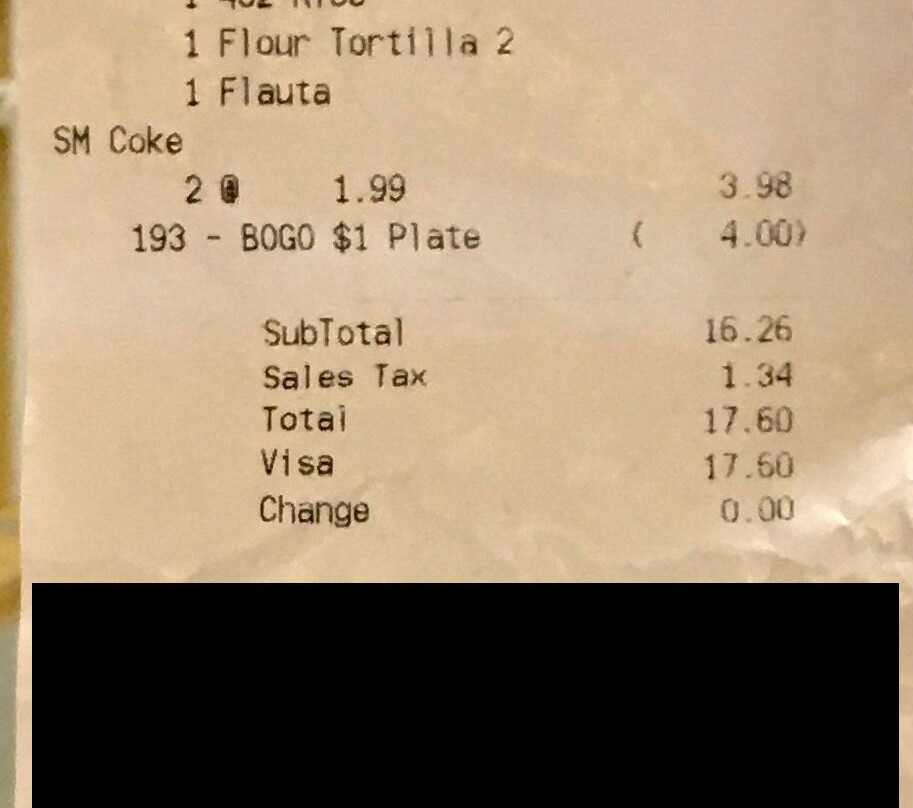 1 Flour Tortilla 2
1 Flauta
SM Coke
2 @ 1.99 3.98
193 - BOGO $1 Plate ( 4.00)
SubTotal 16.26
Sales Tax 1.34
Total 17.60
Visa 17.60
Change 0.00